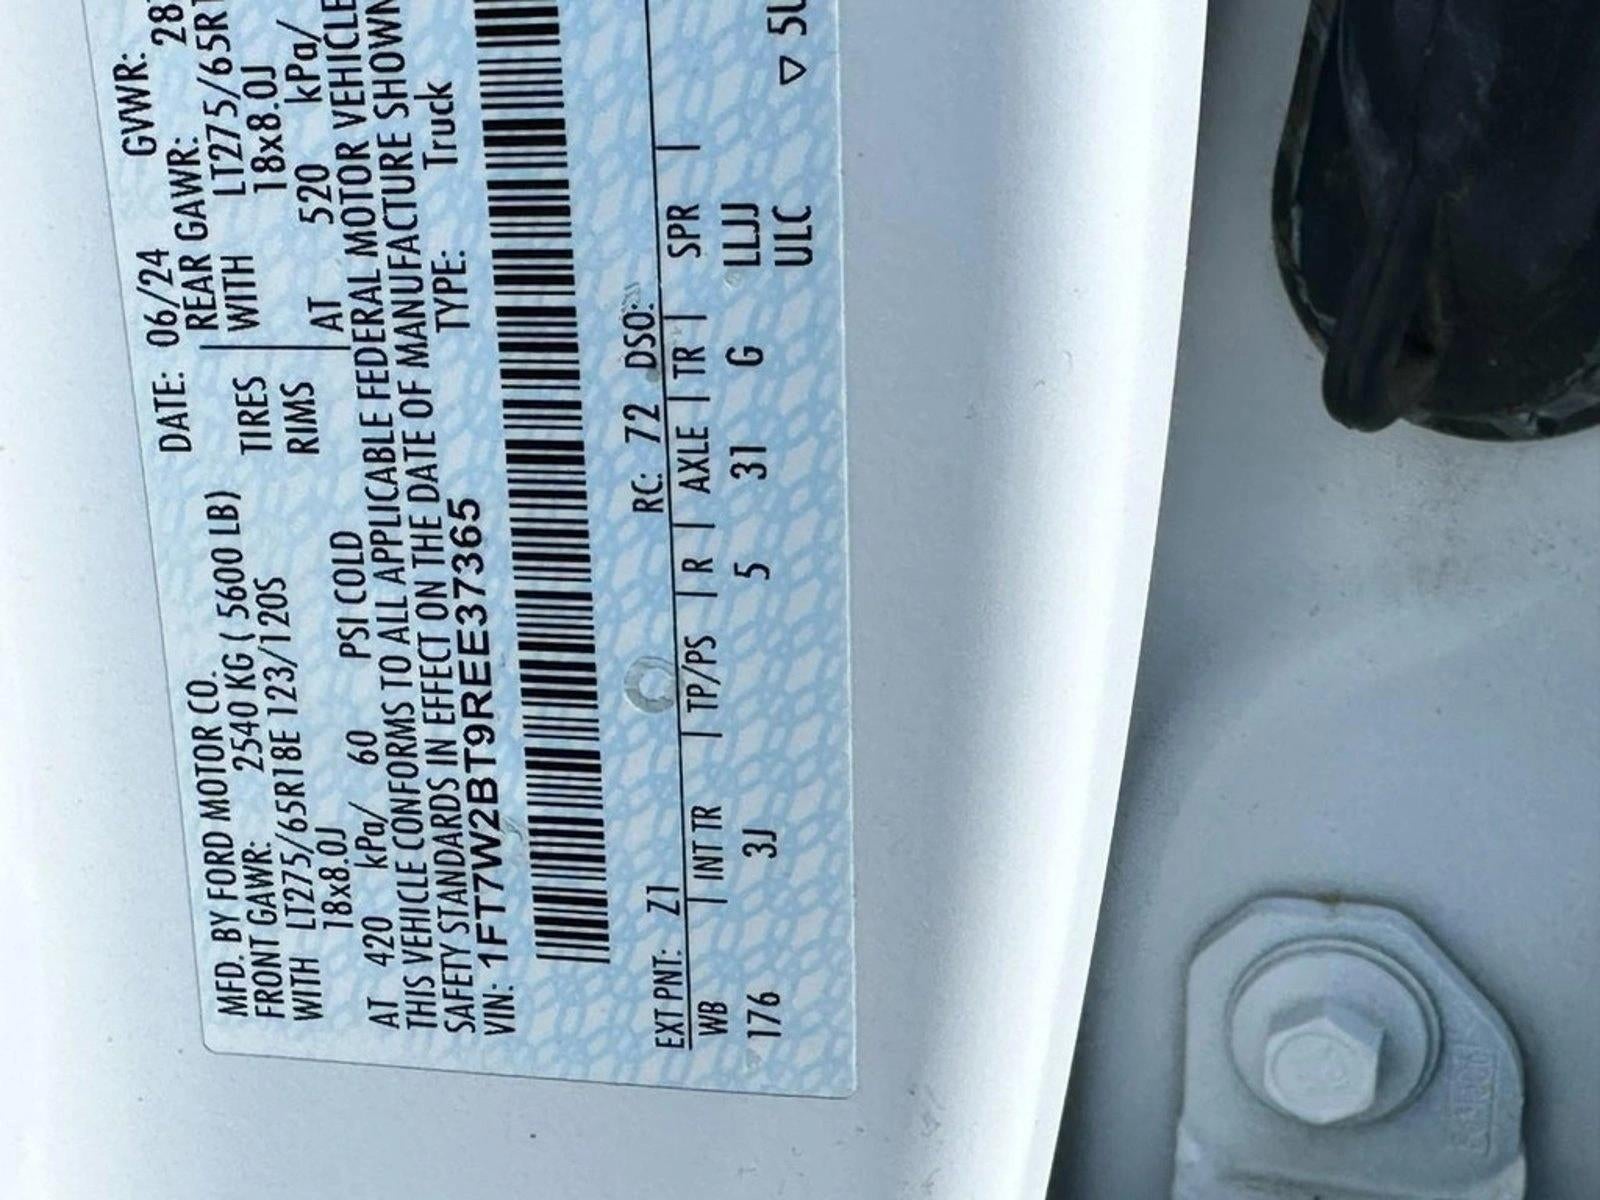 MFD. BY FORD MOTOR CO. DATE: 06/24 GVWR:
FRONT GAWR: 2540 KG ( 5600 LB) REAR GAWR: 28
WITH LT275/65R18E 123/120S TIRES WITH LT275/65R1
18x8.0J RIMS 18x8.0J
AT 420 kPa/ 60 PSI COLD AT 520 kPa/
THIS VEHICLE CONFORMS TO ALL APPLICABLE FEDERAL MOTOR VEHICLE
SAFETY STANDARDS IN EFFECT ON THE DATE OF MANUFACTURE SHOWN
VIN: 1FT7W2BT9REE37365 TYPE: Truck
EXT PNT: Z1 RC: 72 DSO:
WB | INT TR | TP/PS | R | AXLE | TR | SPR |
176 3J 5 31 G LLJJ
ULC ▽ 5U